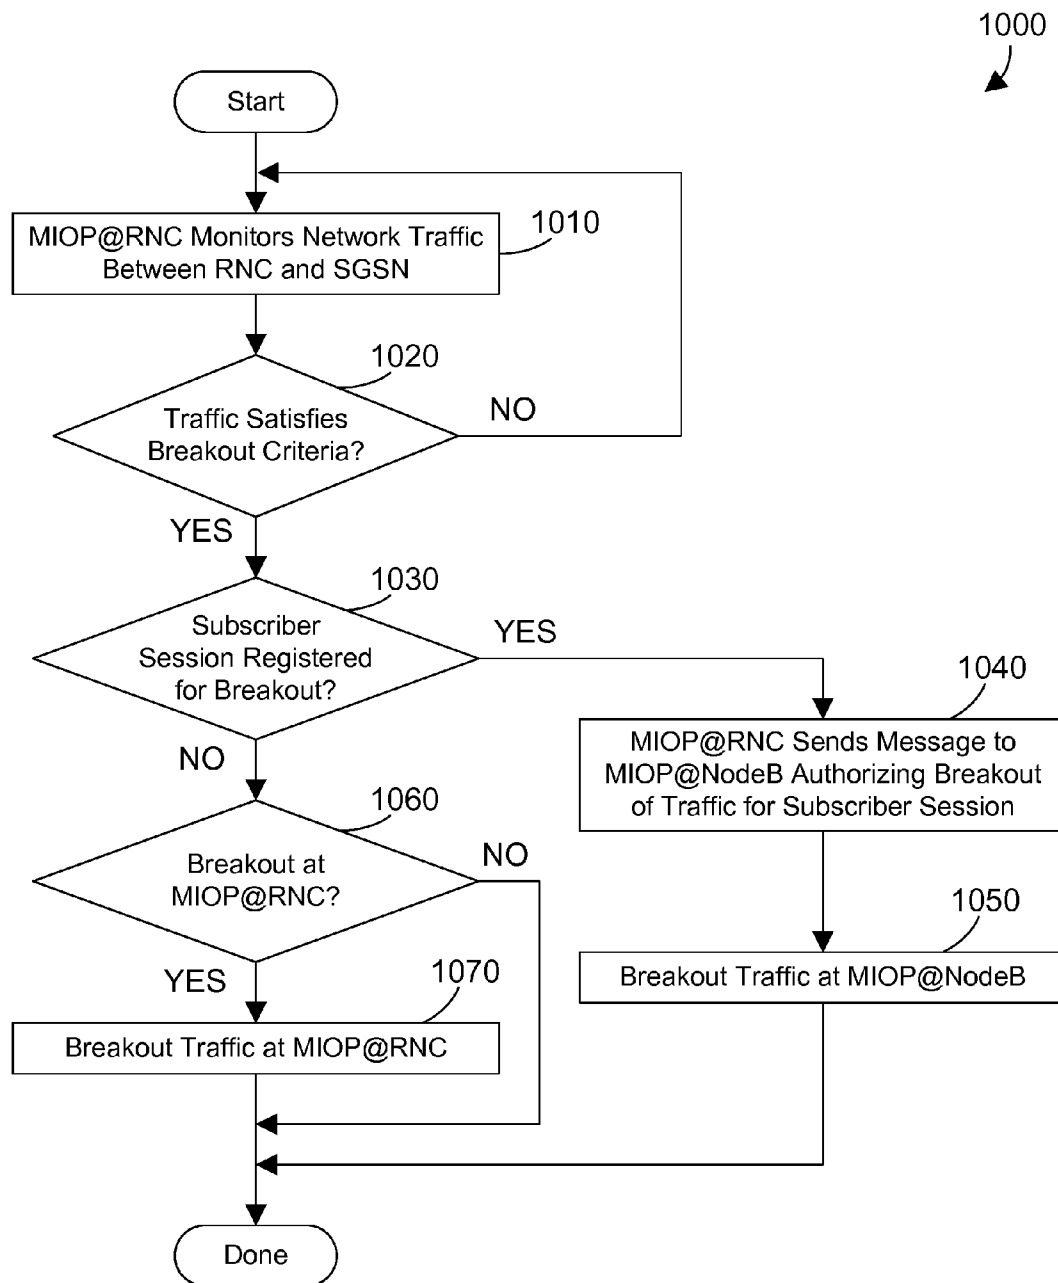 1000
Start
MIOP@RNC Monitors Network Traffic
Between RNC and SGSN
1010
1020
Traffic Satisfies
Breakout Criteria?
NO
YES
1030
Subscriber
Session Registered
for Breakout?
YES
NO
1040
MIOP@RNC Sends Message to
MIOP@NodeB Authorizing Breakout
of Traffic for Subscriber Session
1060
Breakout at
MIOP@RNC?
NO
YES
1050
Breakout Traffic at MIOP@NodeB
1070
Breakout Traffic at MIOP@RNC
Done